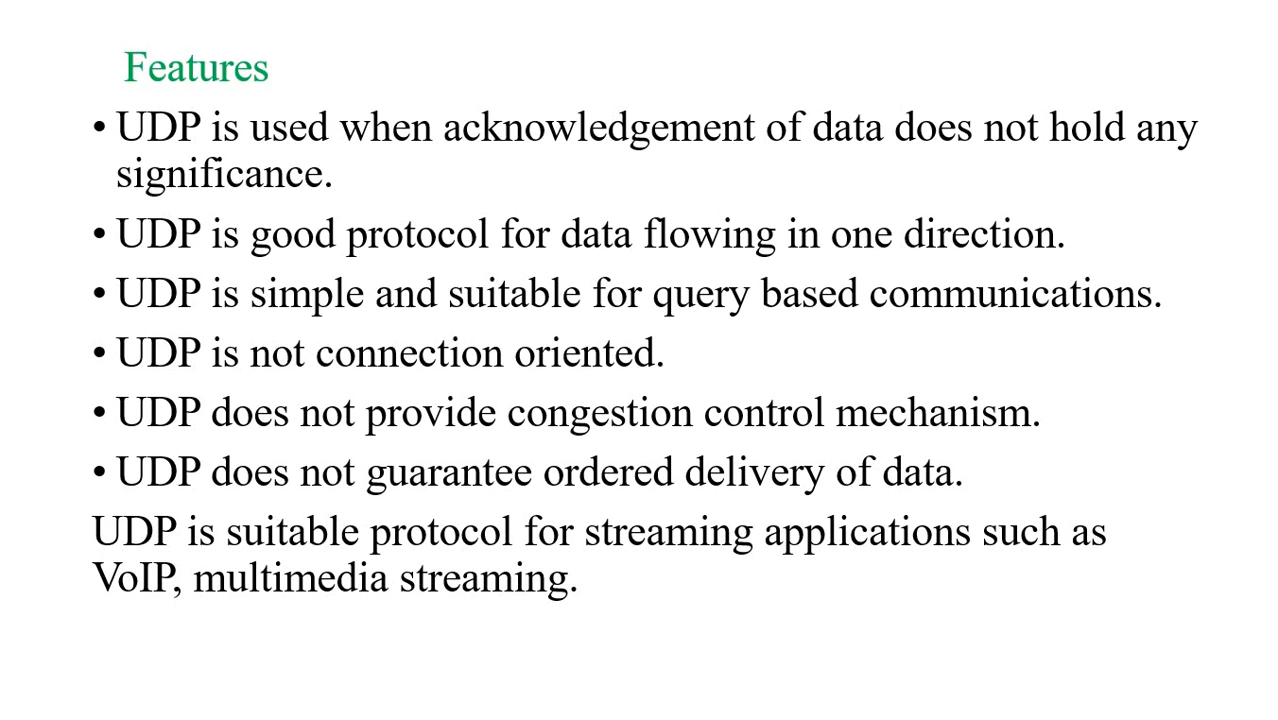 Features
• UDP is used when acknowledgement of data does not hold any
significance.
• UDP is good protocol for data flowing in one direction.
• UDP is simple and suitable for query based communications.
• UDP is not connection oriented.
• UDP does not provide congestion control mechanism.
• UDP does not guarantee ordered delivery of data.
UDP is suitable protocol for streaming applications such as
VoIP, multimedia streaming.